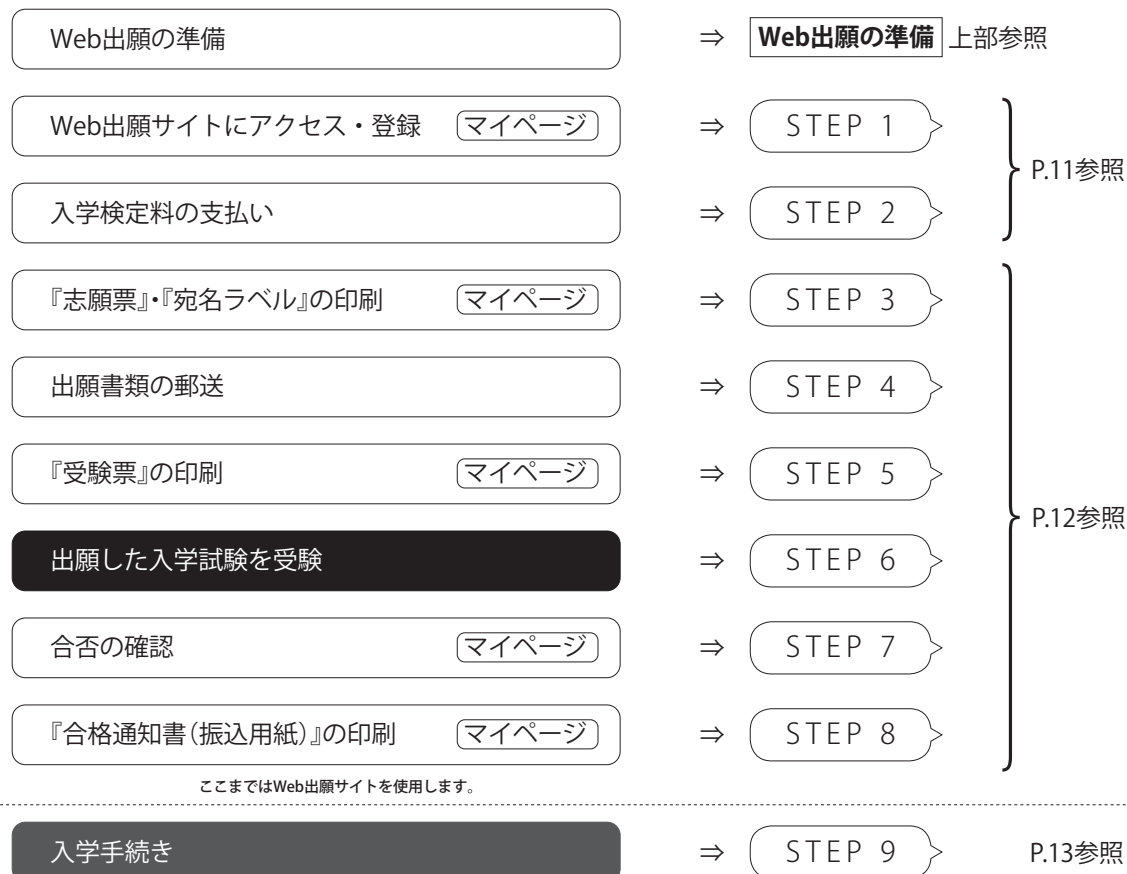 Web出願の準備 ⇒ Web出願の準備 上部参照
Web出願サイトにアクセス・登録 マイページ ⇒ STEP 1
P.11参照
入学検定料の支払い ⇒ STEP 2
『志願票』・『宛名ラベル』の印刷 マイページ ⇒ STEP 3
出願書類の郵送 ⇒ STEP 4
『受験票』の印刷 マイページ ⇒ STEP 5
P.12参照
出願した入学試験を受験 ⇒ STEP 6
合否の確認 マイページ ⇒ STEP 7
『合格通知書(振込用紙)』の印刷 マイページ ⇒ STEP 8
ここまではWeb出願サイトを使用します。
入学手続き ⇒ STEP 9 P.13参照